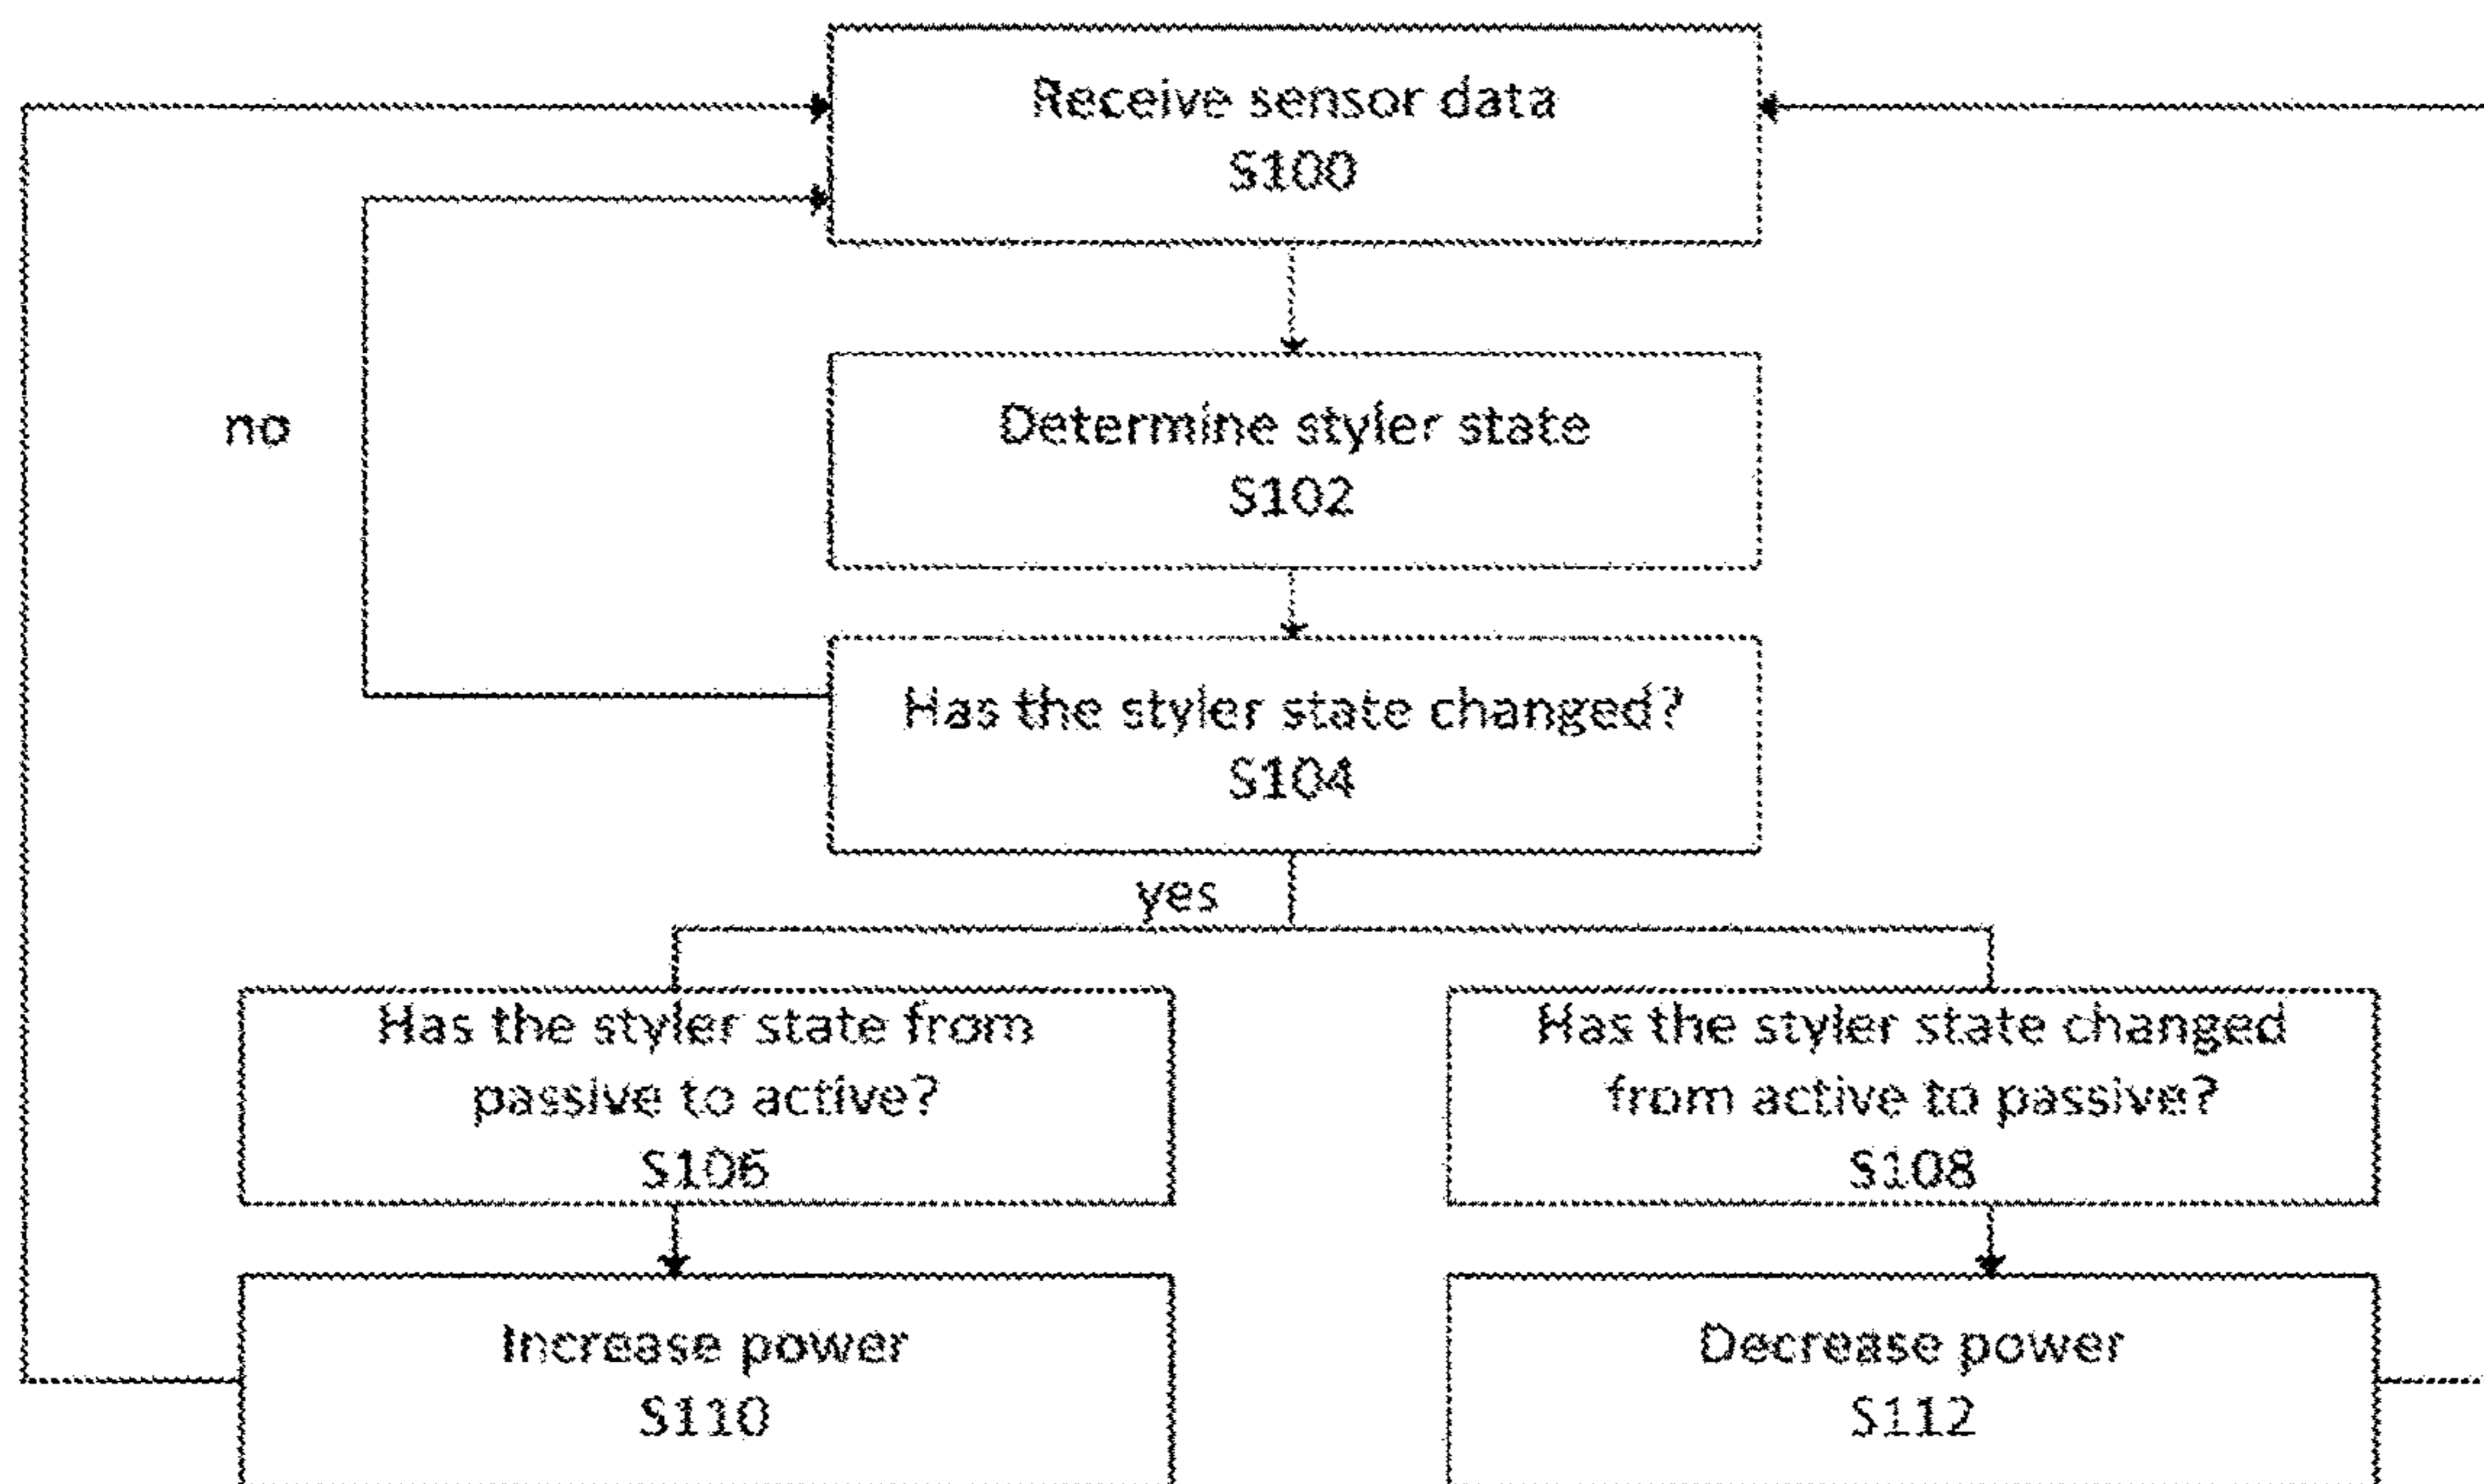 Receive sensor data
S100
no
Determine styler state
S102
Has the styler state changed?
S104
yes
Has the styler state from
passive to active?
S106
Has the styler state changed
from active to passive?
S108
Increase power
S110
Decrease power
S112